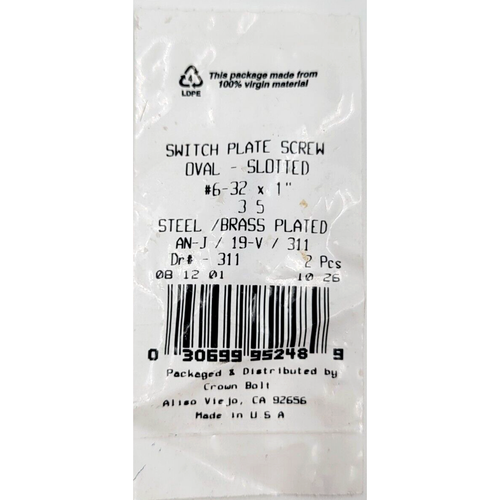 This package made from
100% virgin material
4
LDPE
SWITCH PLATE SCREW
OVAL - SLOTTED
#6-32 x 1"
3 5
STEEL /BRASS PLATED
AN-J / 19-V / 311
Dr# - 311 2 Pcs
08 12 01 10 26
0 30699 95248 9
Packaged & Distributed by
Crown Bolt
Aliso Viejo, CA 92656
Made in U S A